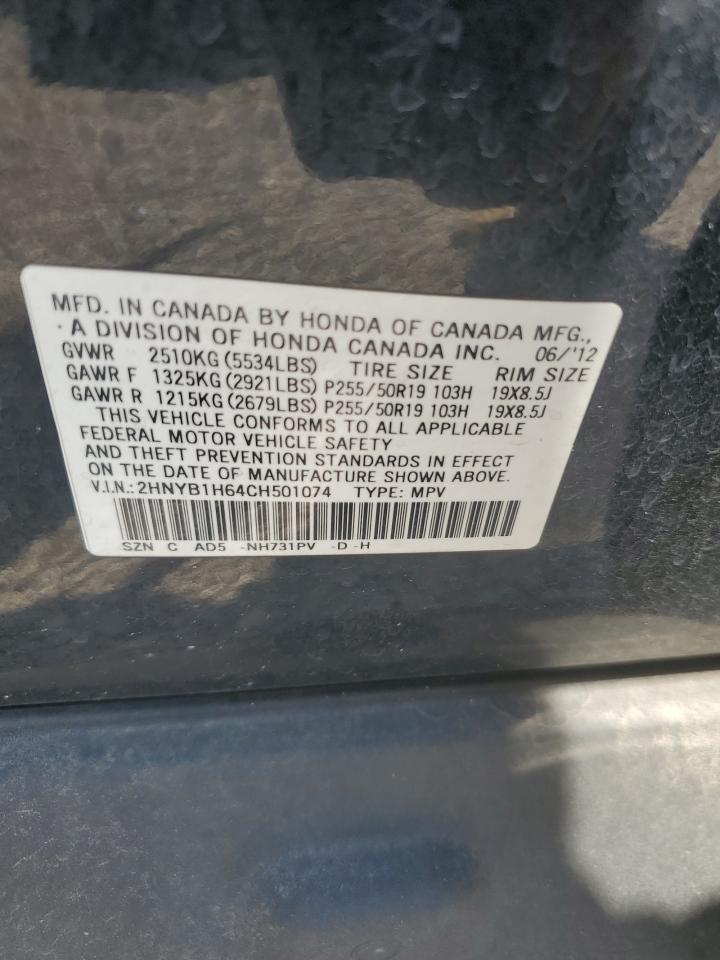 MFD. IN CANADA BY HONDA OF CANADA MFG.,
A DIVISION OF HONDA CANADA INC. 06/'12
GVWR 2510KG (5534LBS) TIRE SIZE RIM SIZE
GAWR F 1325KG (2921LBS) P255/50R19 103H 19X8.5J
GAWR R 1215KG (2679LBS) P255/50R19 103H 19X8.5J
THIS VEHICLE CONFORMS TO ALL APPLICABLE
FEDERAL MOTOR VEHICLE SAFETY
AND THEFT PREVENTION STANDARDS IN EFFECT
ON THE DATE OF MANUFACTURE SHOWN ABOVE.
V.I.N.: 2HNYB1H64CH501074 TYPE: MPV
SZN C AD5 -NH731PV -D -H